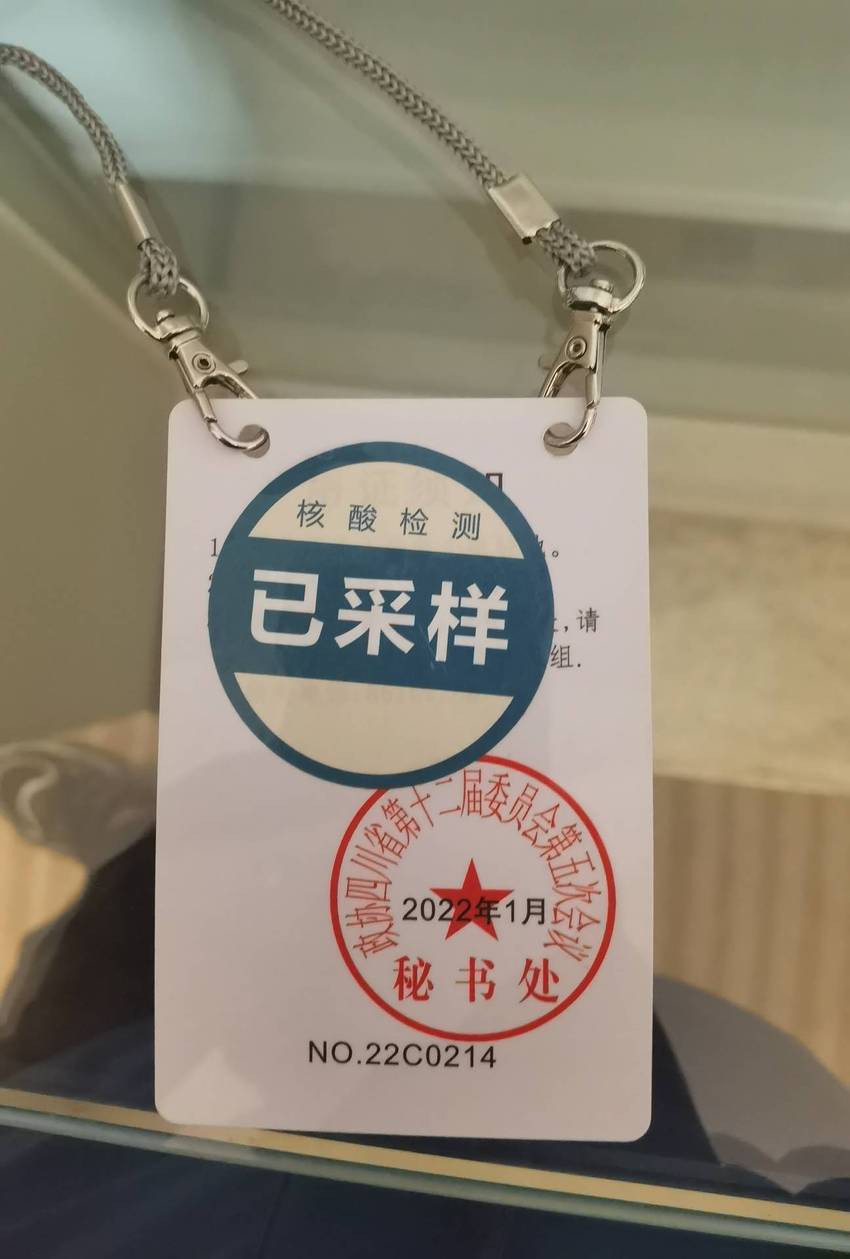 核酸检测
已采样
1
，请
组.
政协四川省第十二届委员会第五次会议
2022年1月
秘书处
NO.22C0214